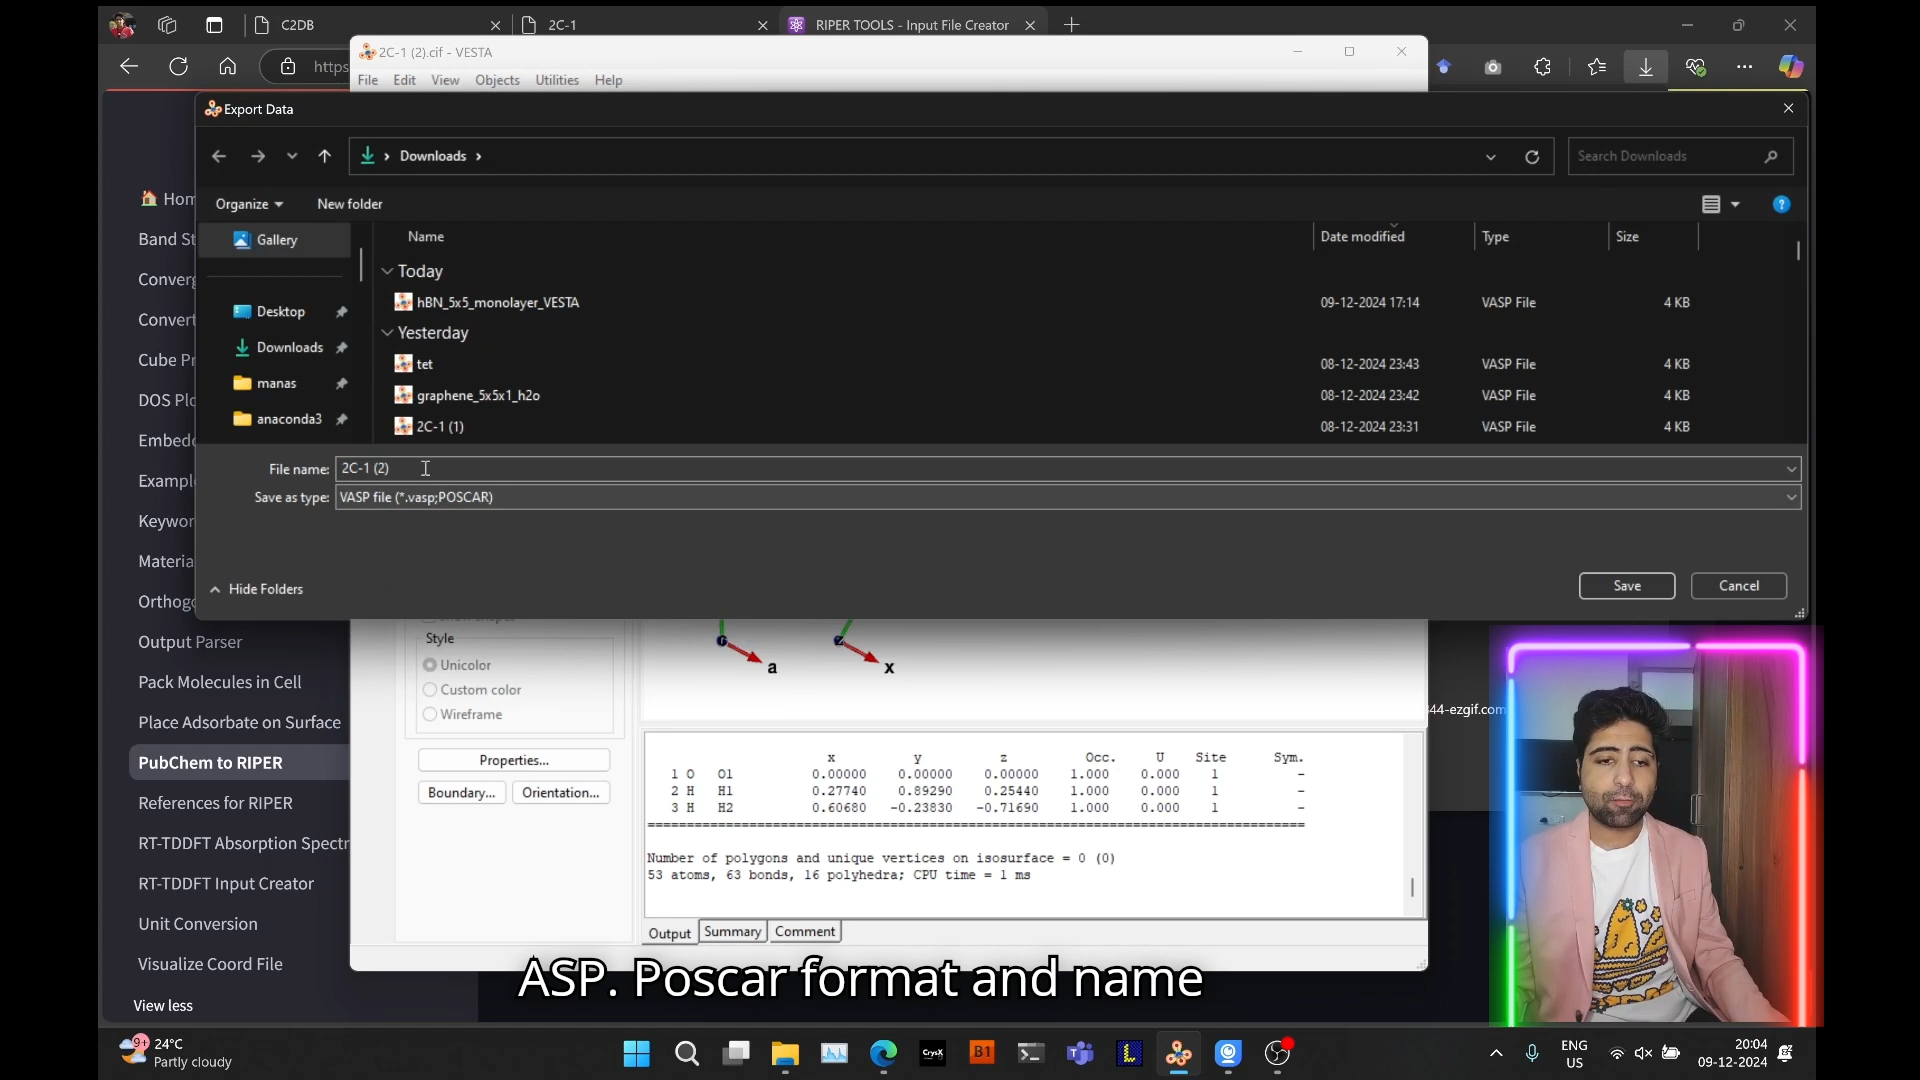 C2DB
2C-1
RIPER TOOLS - Input File Creator
https
2C-1 (2).cif - VESTA
File Edit View Objects Utilities Help
Export Data
Downloads
Search Downloads
Organize
New folder
Gallery
Desktop
Downloads
manas
anaconda3
Name
Date modified
Type
Size
Today
hBN_5x5_monolayer_VESTA 09-12-2024 17:14 VASP File 4 KB
Yesterday
tet 08-12-2024 23:43 VASP File 4 KB
graphene_5x5x1_h2o 08-12-2024 23:42 VASP File 4 KB
2C-1 (1) 08-12-2024 23:31 VASP File 4 KB
File name: 2C-1 (2)
Save as type: VASP file (*.vasp;POSCAR)
Hide Folders
Save
Cancel
Hom
Band St
Converg
Convert
Cube Pr
DOS Plo
Embed
Exampl
Keywor
Materia
Orthogo
Output Parser
Pack Molecules in Cell
Place Adsorbate on Surface
PubChem to RIPER
References for RIPER
RT-TDDFT Absorption Spectr
RT-TDDFT Input Creator
Unit Conversion
Visualize Coord File
View less
Style
Unicolor
Custom color
Wireframe
Properties...
Boundary...
Orientation...
a
x
x y z Occ. U Site Sym.
1 O O1 0.00000 0.00000 0.00000 1.000 0.000 1 -
2 H H1 0.27740 0.89290 0.25440 1.000 0.000 1 -
3 H H2 0.60680 -0.23830 -0.71690 1.000 0.000 1 -
Number of polygons and unique vertices on isosurface = 0 (0)
53 atoms, 63 bonds, 16 polyhedra; CPU time = 1 ms
Output
Summary
Comment
44-ezgif.com
ASP. Poscar format and name
9+
24°C
Partly cloudy
CrysX
B1
L
ENG
US
20:04
09-12-2024